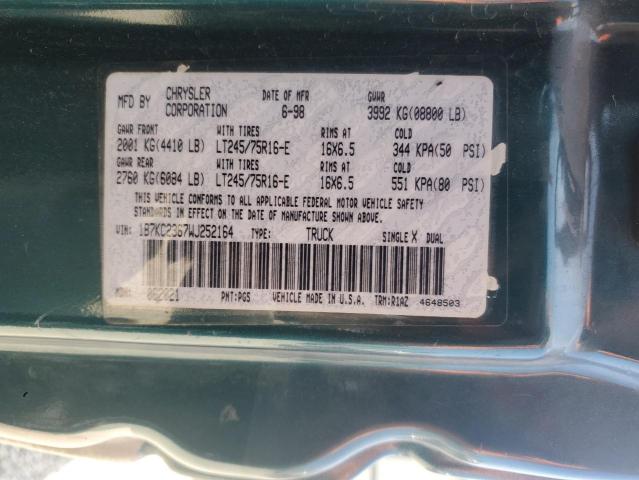 MFD BY CHRYSLER CORPORATION DATE OF MFR 6-98 GVWR 3992 KG(08800 LB)
GAWR FRONT WITH TIRES RIMS AT COLD
2001 KG(4410 LB) LT245/75R16-E 16X6.5 344 KPA(50 PSI)
GAWR REAR WITH TIRES RIMS AT COLD
2760 KG(6084 LB) LT245/75R16-E 16X6.5 551 KPA(80 PSI)
THIS VEHICLE CONFORMS TO ALL APPLICABLE FEDERAL MOTOR VEHICLE SAFETY
STANDARDS IN EFFECT ON THE DATE OF MANUFACTURE SHOWN ABOVE.
VIN: 1B7KC2367WJ252164 TYPE: TRUCK SINGLE X DUAL
062021 PNT:PGS VEHICLE MADE IN U.S.A. TRM:R1AZ 4648503